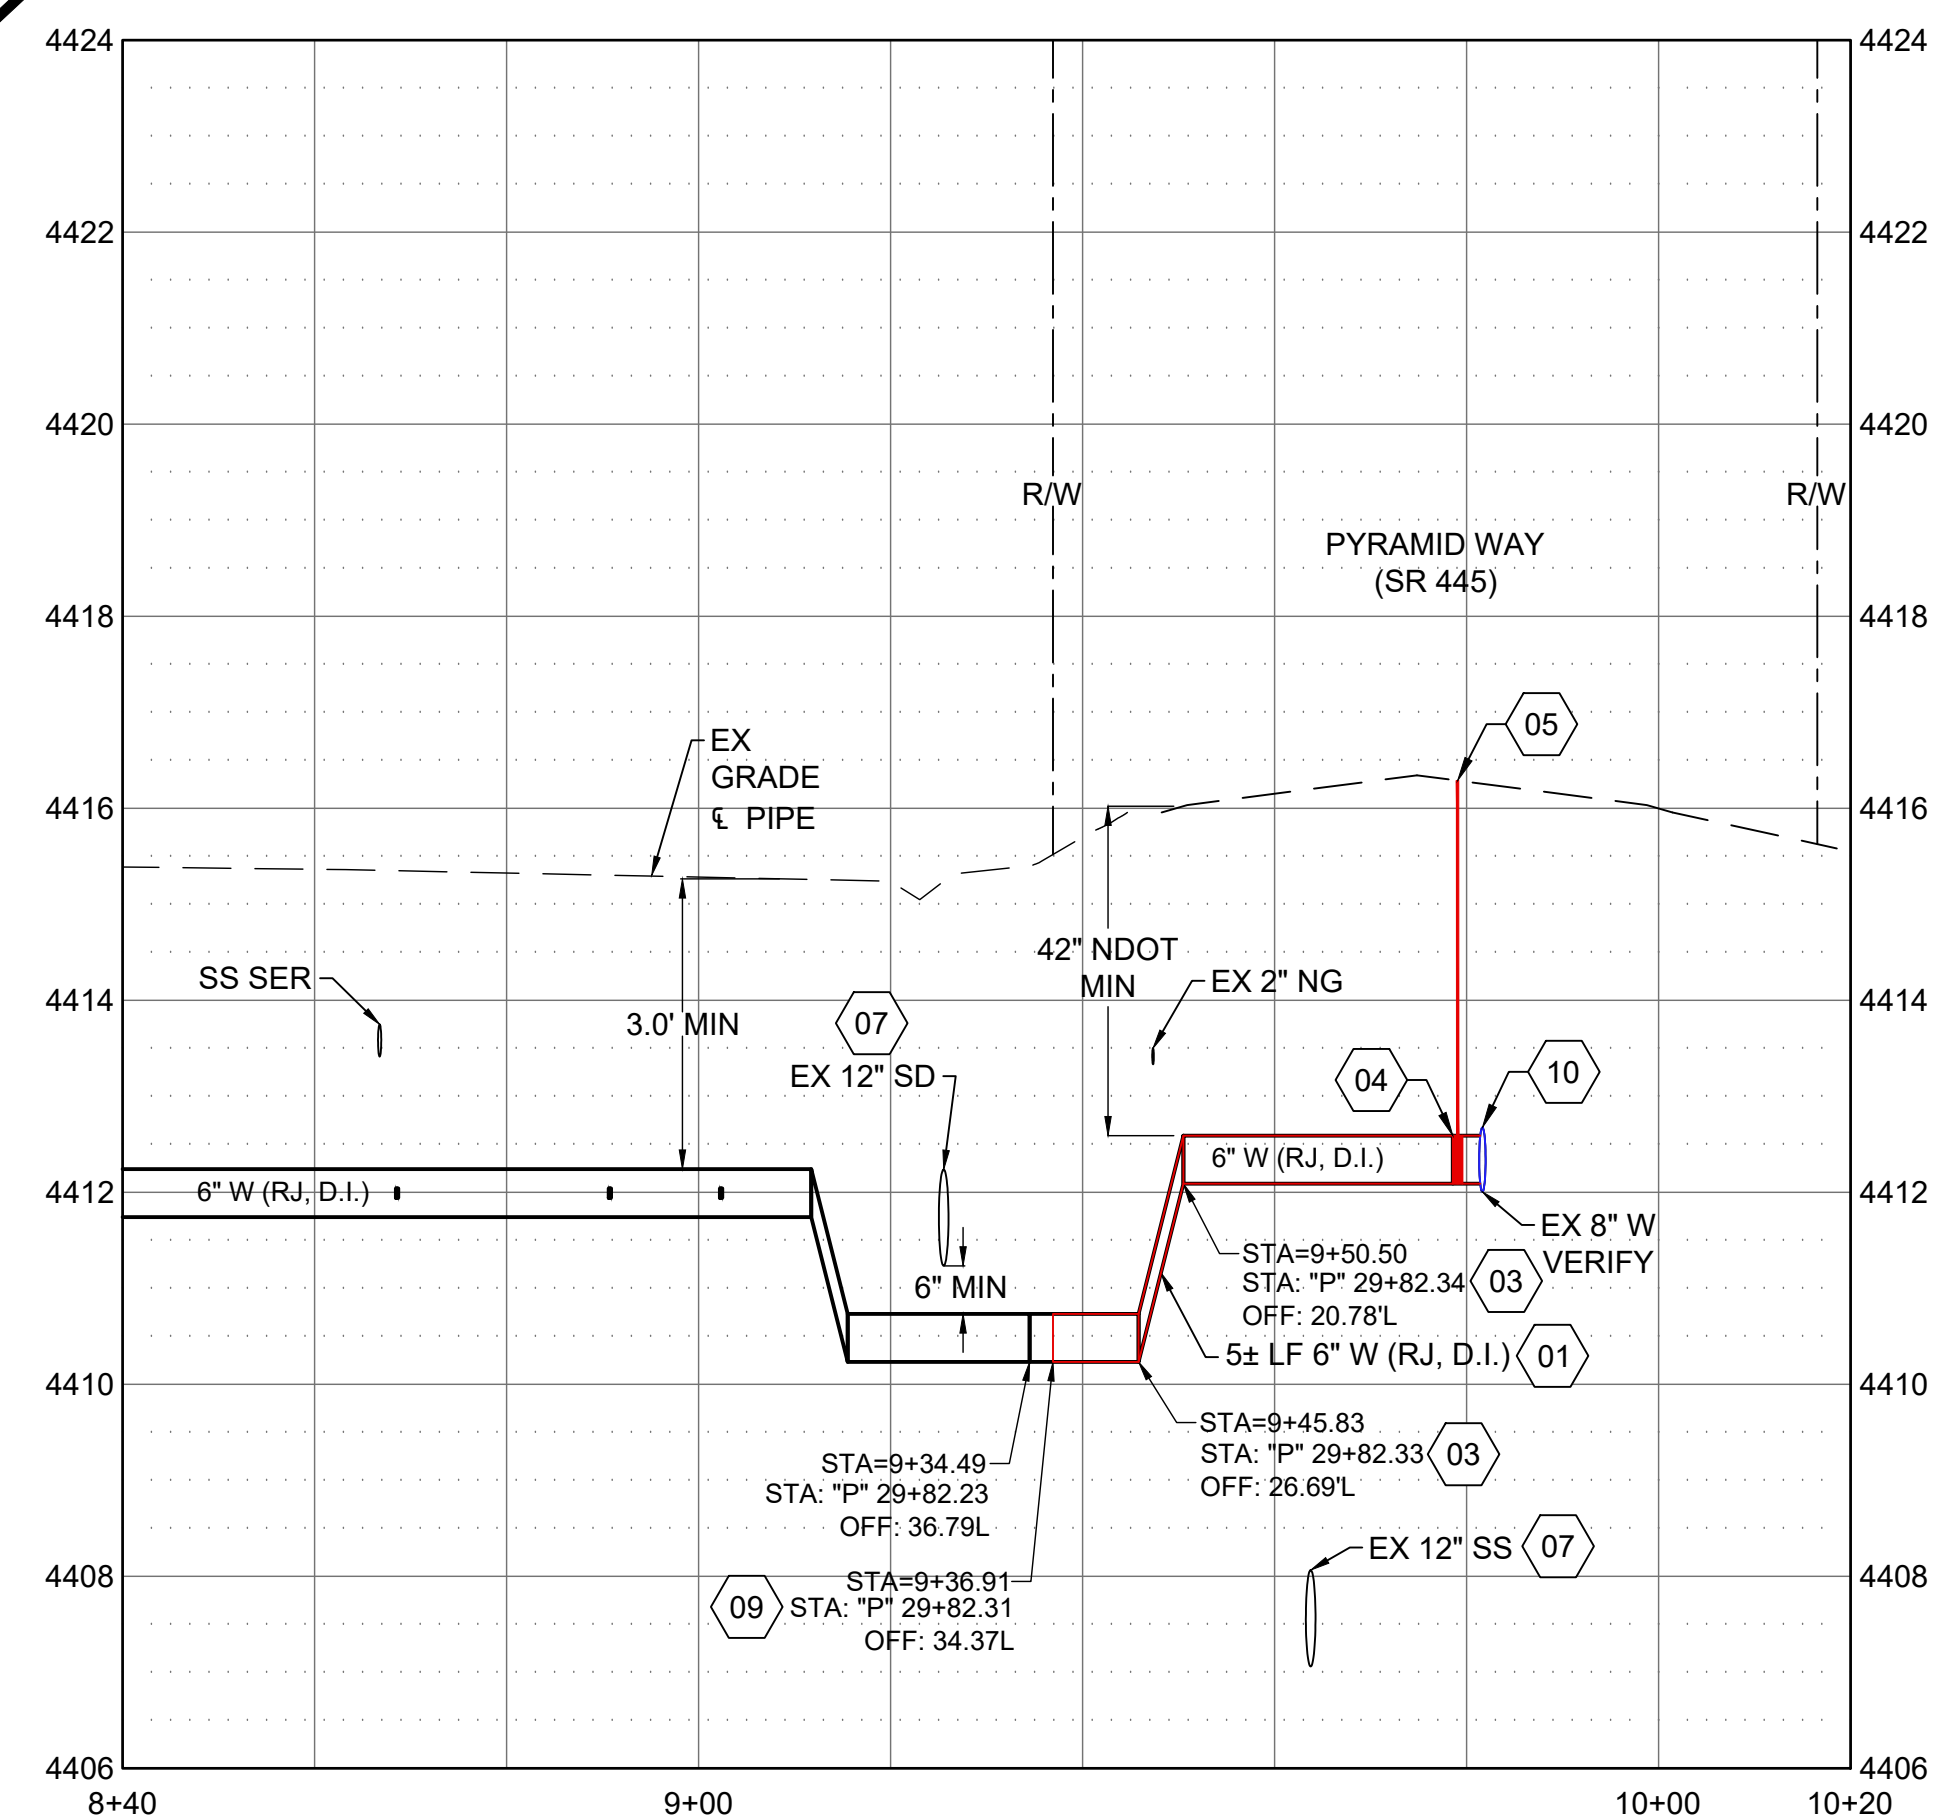 4424
4424
4422
4422
4420
4420
R/W
R/W
PYRAMID WAY
(SR 445)
4418
4418
05
EX
GRADE
℄ PIPE
4416
4416
42" NDOT
MIN
SS SER
EX 2" NG
4414
4414
3.0' MIN
07
EX 12" SD
04
10
6" W (RJ, D.I.)
6" W (RJ, D.I.)
4412
4412
EX 8" W
VERIFY
STA=9+50.50
STA: "P" 29+82.34
OFF: 20.78'L
03
6" MIN
5± LF 6" W (RJ, D.I.)
01
4410
4410
STA=9+45.83
STA: "P" 29+82.33
OFF: 26.69'L
03
STA=9+34.49
STA: "P" 29+82.23
OFF: 36.79L
EX 12" SS
07
4408
4408
09
STA=9+36.91
STA: "P" 29+82.31
OFF: 34.37L
4406
4406
8+40
9+00
10+00
10+20